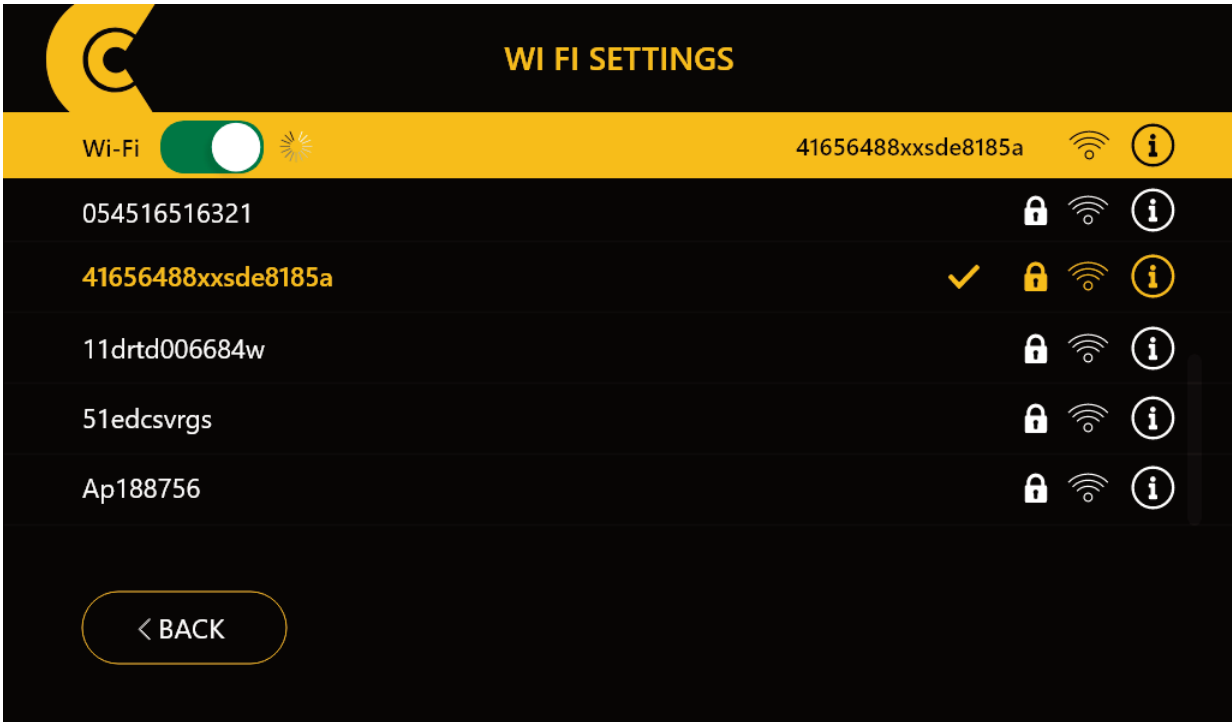 C
WI FI SETTINGS
Wi-Fi 41656488xxsde8185a
054516516321
41656488xxsde8185a
11drtd006684w
51edcsvrgs
Ap188756
< BACK